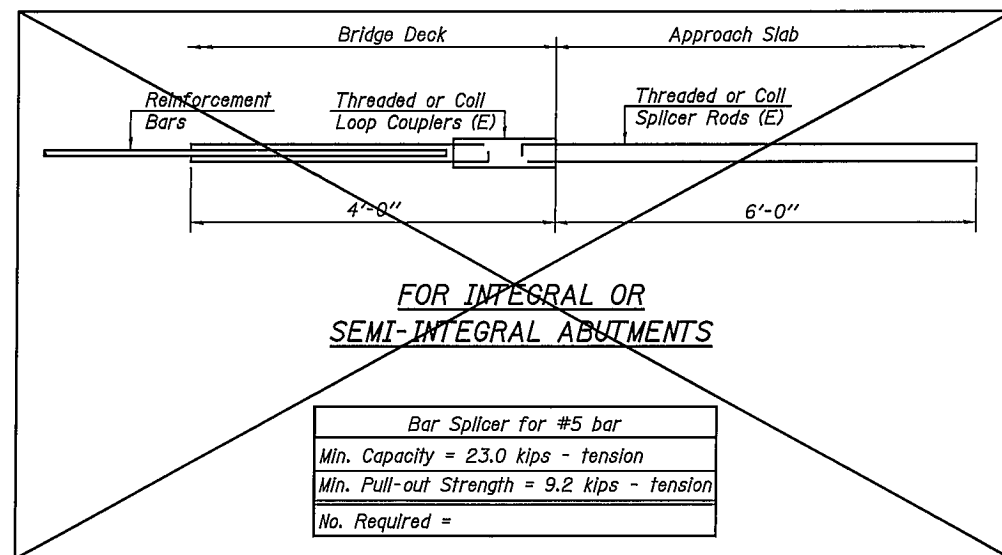 Bridge Deck
Approach Slab
Reinforcement
Bars
Threaded or Coil
Loop Couplers (E)
Threaded or Coil
Splicer Rods (E)
4'-0"
6'-0"
FOR INTEGRAL OR
SEMI-INTEGRAL ABUTMENTS
Bar Splicer for #5 bar
Min. Capacity = 23.0 kips - tension
Min. Pull-out Strength = 9.2 kips - tension
No. Required =